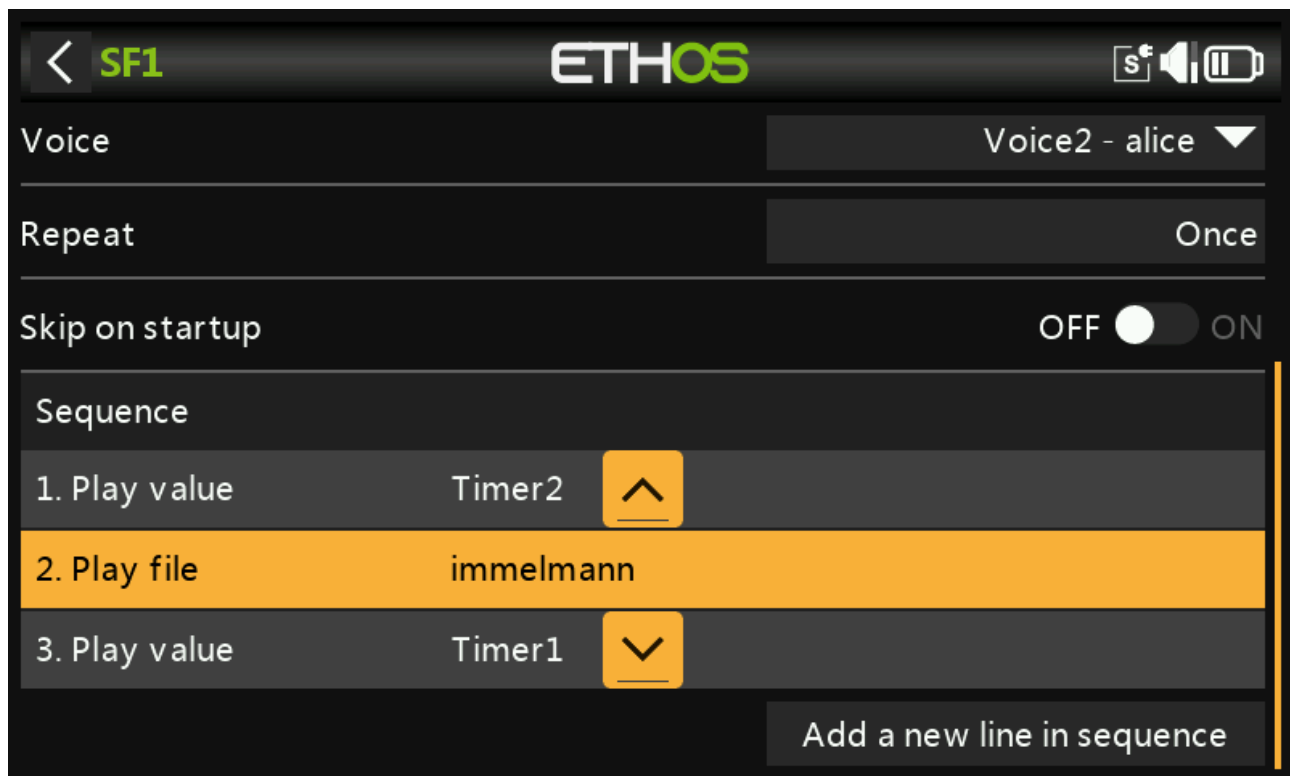 SF1 ETHOS S
Voice Voice2 - alice
Repeat Once
Skip on startup OFF ON
Sequence
1. Play value Timer2
2. Play file immelmann
3. Play value Timer1
Add a new line in sequence